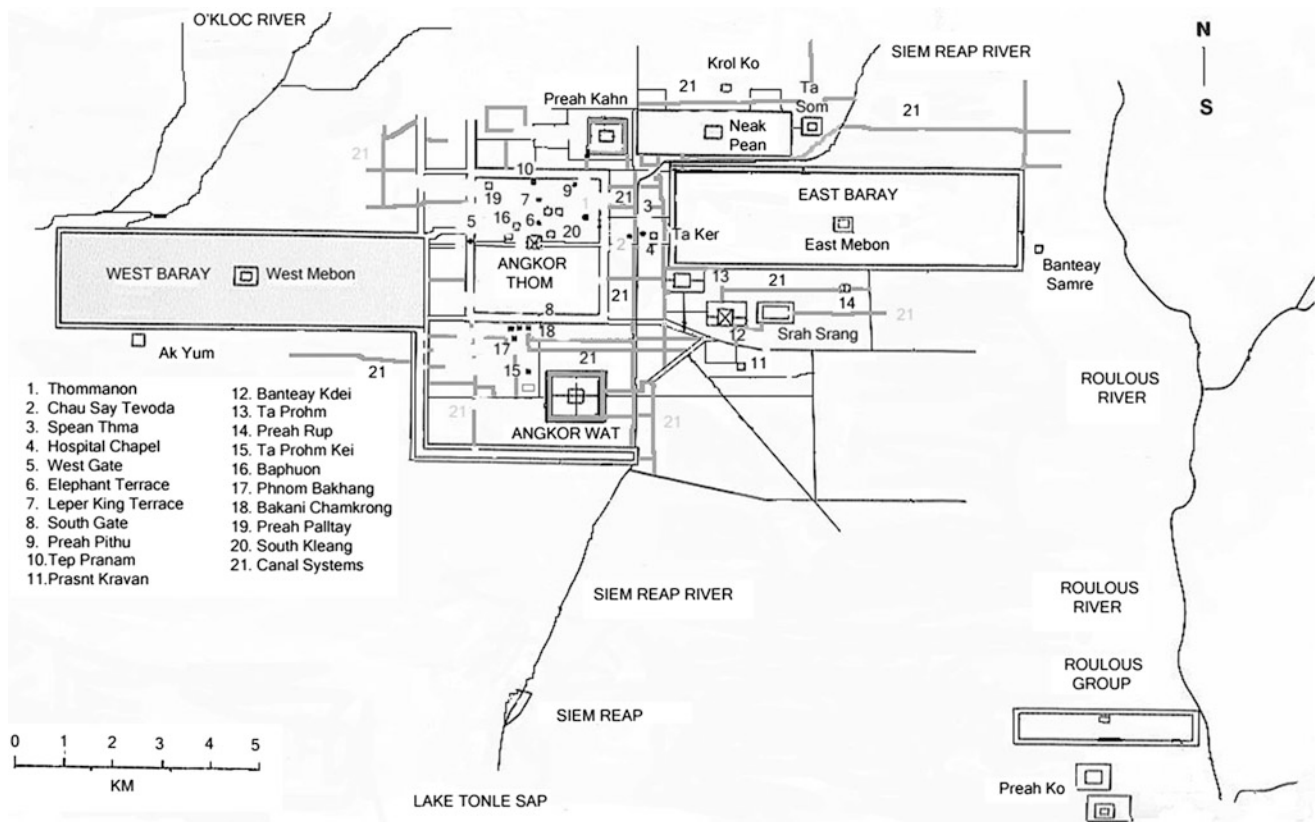 O'KLOC RIVER
N
S
SIEM REAP RIVER
Krol Ko
21
Ta
Som
Preah Kahn
Neak
Pean
21
21
10
19
7
9
1
21
3
EAST BARAY
16
6
5
20
2
4
Ta Ker
East Mebon
WEST BARAY
West Mebon
ANGKOR
THOM
13
21
14
Banteay
Samre
21
8
18
12
Srah Srang
21
Ak Yum
21
17
21
11
15
21
21
ANGKOR WAT
ROULOUS
RIVER
1. Thommanon
2. Chau Say Tevoda
3. Spean Thma
4. Hospital Chapel
5. West Gate
6. Elephant Terrace
7. Leper King Terrace
8. South Gate
9. Preah Pithu
10.Tep Pranam
11.Prasnt Kravan
12. Banteay Kdei
13. Ta Prohm
14. Preah Rup
15. Ta Prohm Kei
16. Baphuon
17. Phnom Bakhang
18. Bakani Chamkrong
19. Preah Palltay
20. South Kleang
21. Canal Systems
SIEM REAP RIVER
ROULOUS
RIVER
ROULOUS
GROUP
SIEM REAP
0 1 2 3 4 5
KM
Preah Ko
LAKE TONLE SAP